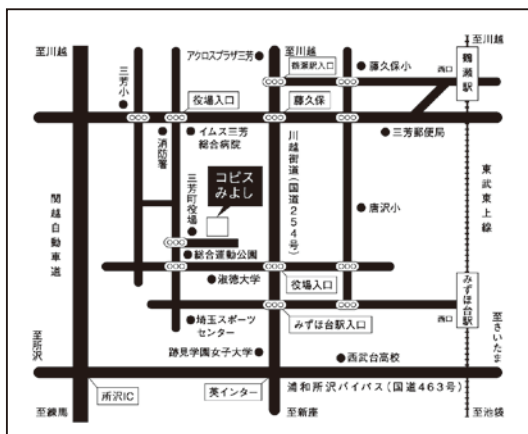 至川越
アクロスプラザ三芳
至川越
至川越
鶴瀬駅入口
藤久保小
西口
鶴瀬駅
三芳小
役場入口
藤久保
消防署
イムス三芳
総合病院
三芳郵便局
川越街道(国道254号)
東武東上線
コピス
みよし
三芳町役場
唐沢小
関越自動車道
総合運動公園
淑徳大学
役場入口
みずほ台駅
西口
至さいたま
埼玉スポーツ
センター
みずほ台駅入口
至所沢
跡見学園女子大学
西武台高校
浦和所沢バイパス(国道463号)
所沢IC
英インター
至練馬
至新座
至池袋